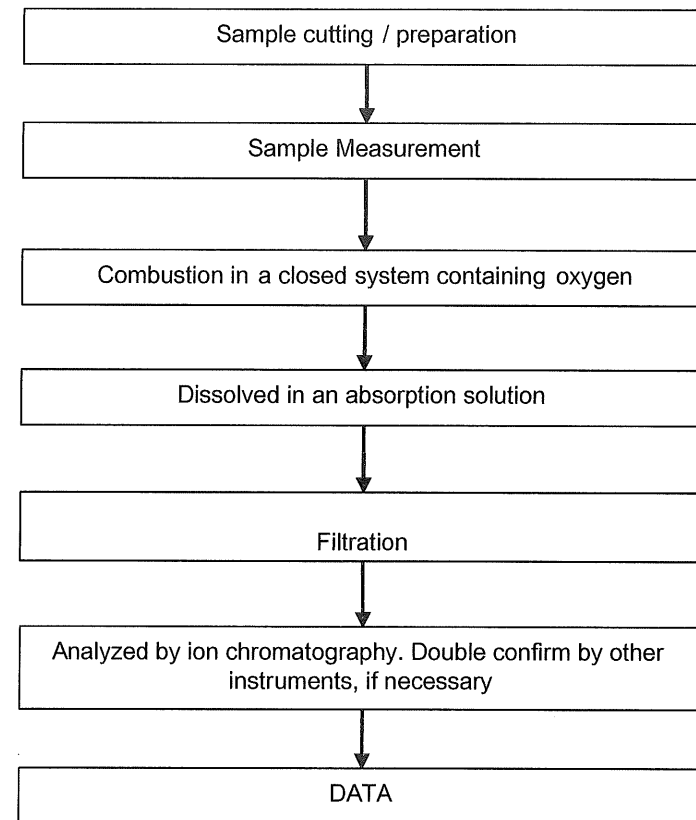 Sample cutting / preparation
Sample Measurement
Combustion in a closed system containing oxygen
Dissolved in an absorption solution
Filtration
Analyzed by ion chromatography. Double confirm by other
instruments, if necessary
DATA